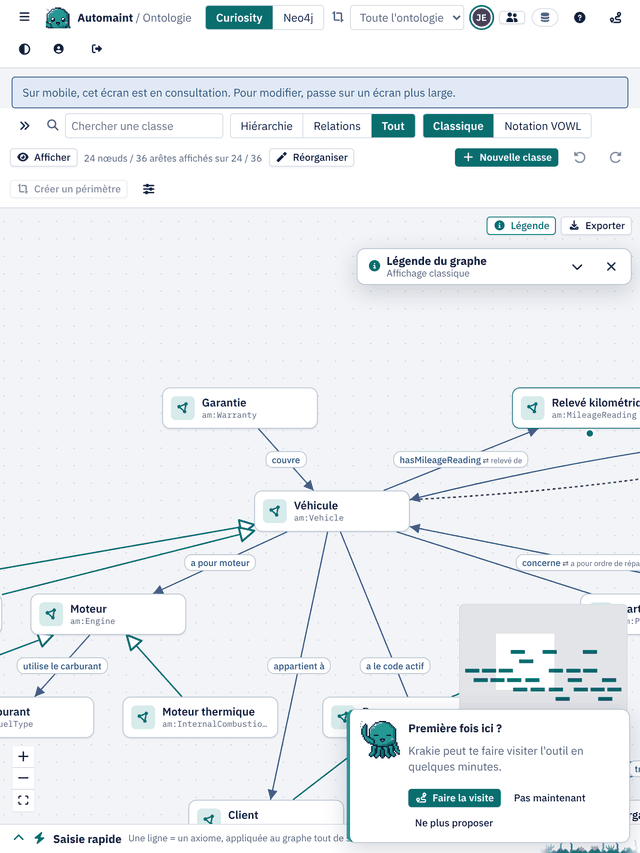 Automaint / Ontologie
Curiosity
Neo4j
Toute l'ontologie
JE
Sur mobile, cet écran est en consultation. Pour modifier, passe sur un écran plus large.
Chercher une classe
Hiérarchie
Relations
Tout
Classique
Notation VOWL
Afficher
24 nœuds / 36 arêtes affichés sur 24 / 36
Réorganiser
Nouvelle classe
Créer un périmètre
Légende
Exporter
Légende du graphe
Affichage classique
Garantie
am:Warranty
Relevé kilométric
am:MileageReading
couvre
hasMileageReading ⇄ relevé de
Véhicule
am:Vehicle
a pour moteur
concerne ⇄ a pour ordre de répa
Moteur
am:Engine
utilise le carburant
appartient à
a le code actif
burant
uelType
Moteur thermique
am:InternalCombustio…
Première fois ici ?
Krakie peut te faire visiter l'outil en
quelques minutes.
Faire la visite
Pas maintenant
Ne plus proposer
Client
Saisie rapide
Une ligne = un axiome, appliquée au graphe tout de s